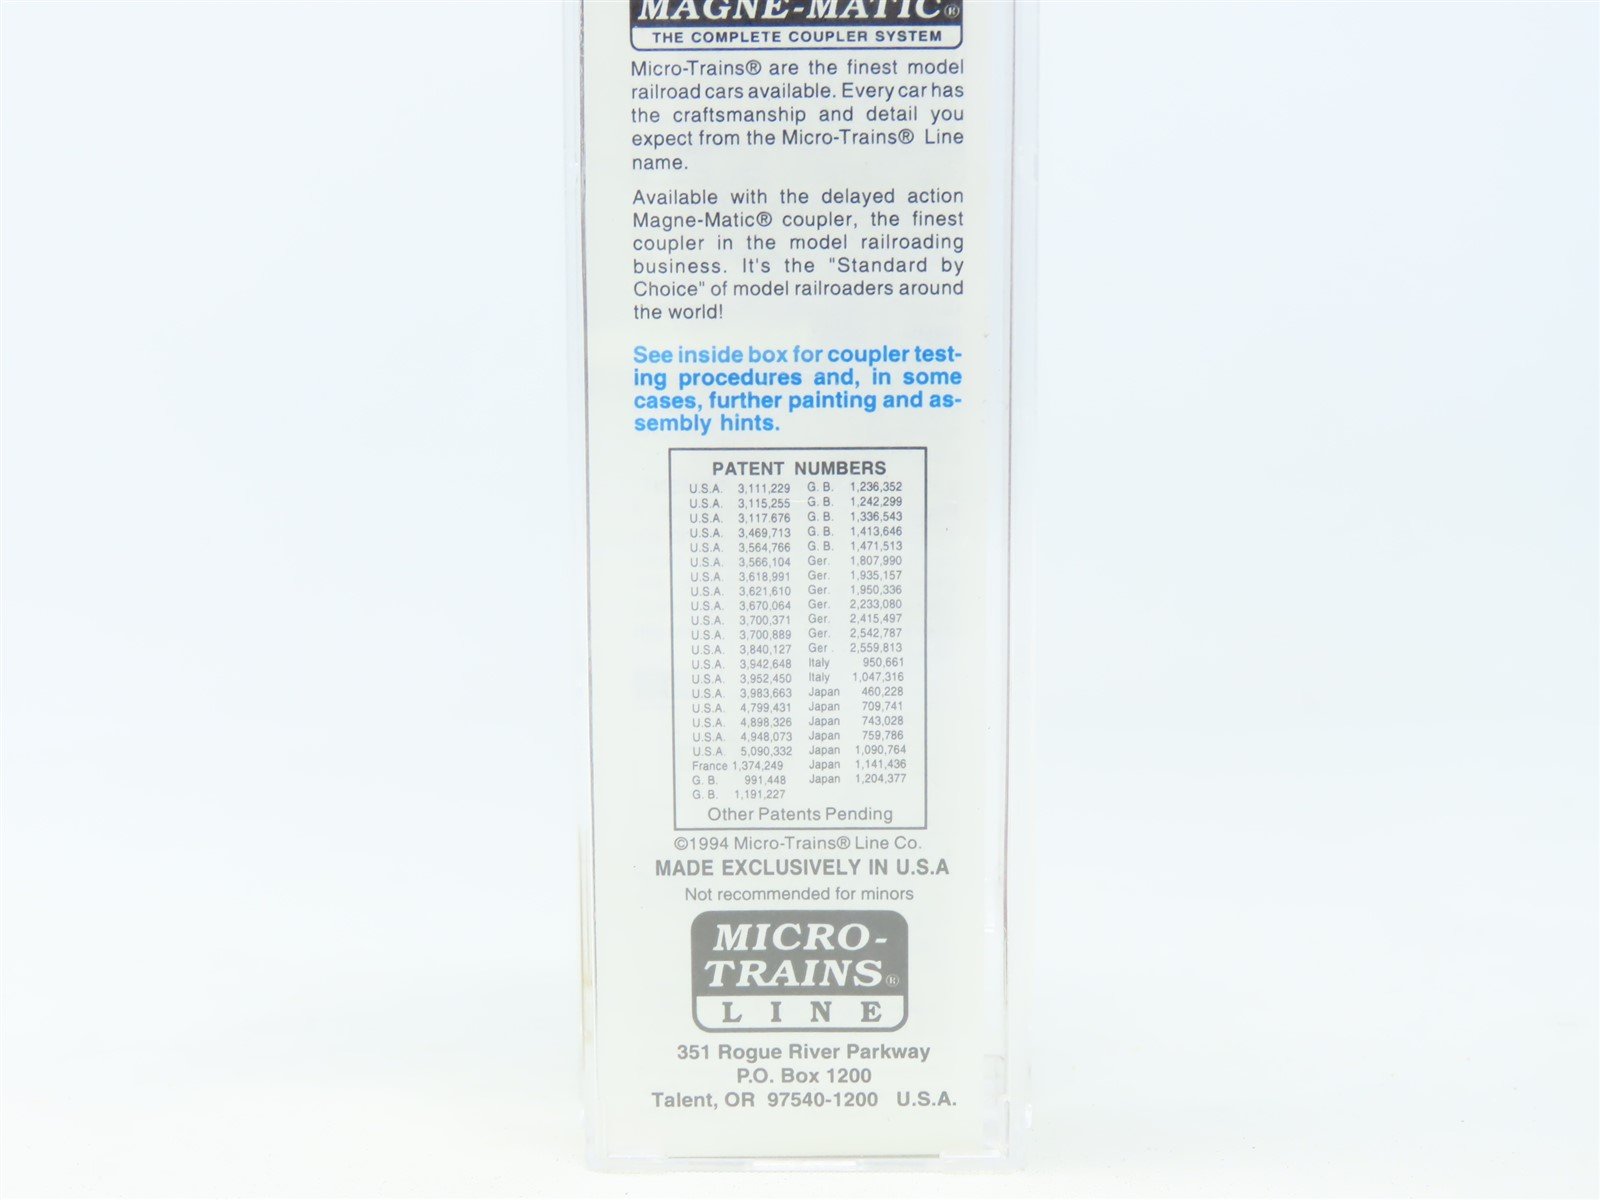 MAGNE-MATIC®
THE COMPLETE COUPLER SYSTEM
Micro-Trains® are the finest model
railroad cars available. Every car has
the craftsmanship and detail you
expect from the Micro-Trains® Line
name.
Available with the delayed action
Magne-Matic® coupler, the finest
coupler in the model railroading
business. It's the "Standard by
Choice" of model railroaders around
the world!
See inside box for coupler test-
ing procedures and, in some
cases, further painting and as-
sembly hints.
PATENT NUMBERS
U.S.A. 3,111,229 G. B. 1,236,352
U.S.A. 3,115,255 G. B. 1,242,299
U.S.A. 3,117.676 G. B. 1,336,543
U.S.A. 3,469,713 G. B. 1,413,646
U.S.A. 3,564,766 G. B. 1,471,513
U.S.A. 3,566,104 Ger. 1,807,990
U.S.A. 3,618,991 Ger. 1,935,157
U.S.A. 3,621,610 Ger. 1,950,336
U.S.A. 3,670,064 Ger. 2,233,080
U.S.A. 3,700,371 Ger. 2,415,497
U.S.A. 3,700,889 Ger. 2,542,787
U.S.A. 3,840,127 Ger . 2,559,813
U.S.A. 3,942,648 Italy 950,661
U.S.A. 3,952,450 Italy 1,047,316
U.S.A. 3,983,663 Japan 460,228
U.S.A. 4,799,431 Japan 709,741
U.S.A. 4,898,326 Japan 743,028
U.S.A. 4,948,073 Japan 759,786
U.S.A. 5,090,332 Japan 1,090,764
France 1,374,249 Japan 1,141,436
G. B. 991,448 Japan 1,204,377
G. B. 1,191,227
Other Patents Pending
©1994 Micro-Trains® Line Co.
MADE EXCLUSIVELY IN U.S.A
Not recommended for minors
MICRO-
TRAINS®
LINE
351 Rogue River Parkway
P.O. Box 1200
Talent, OR 97540-1200 U.S.A.